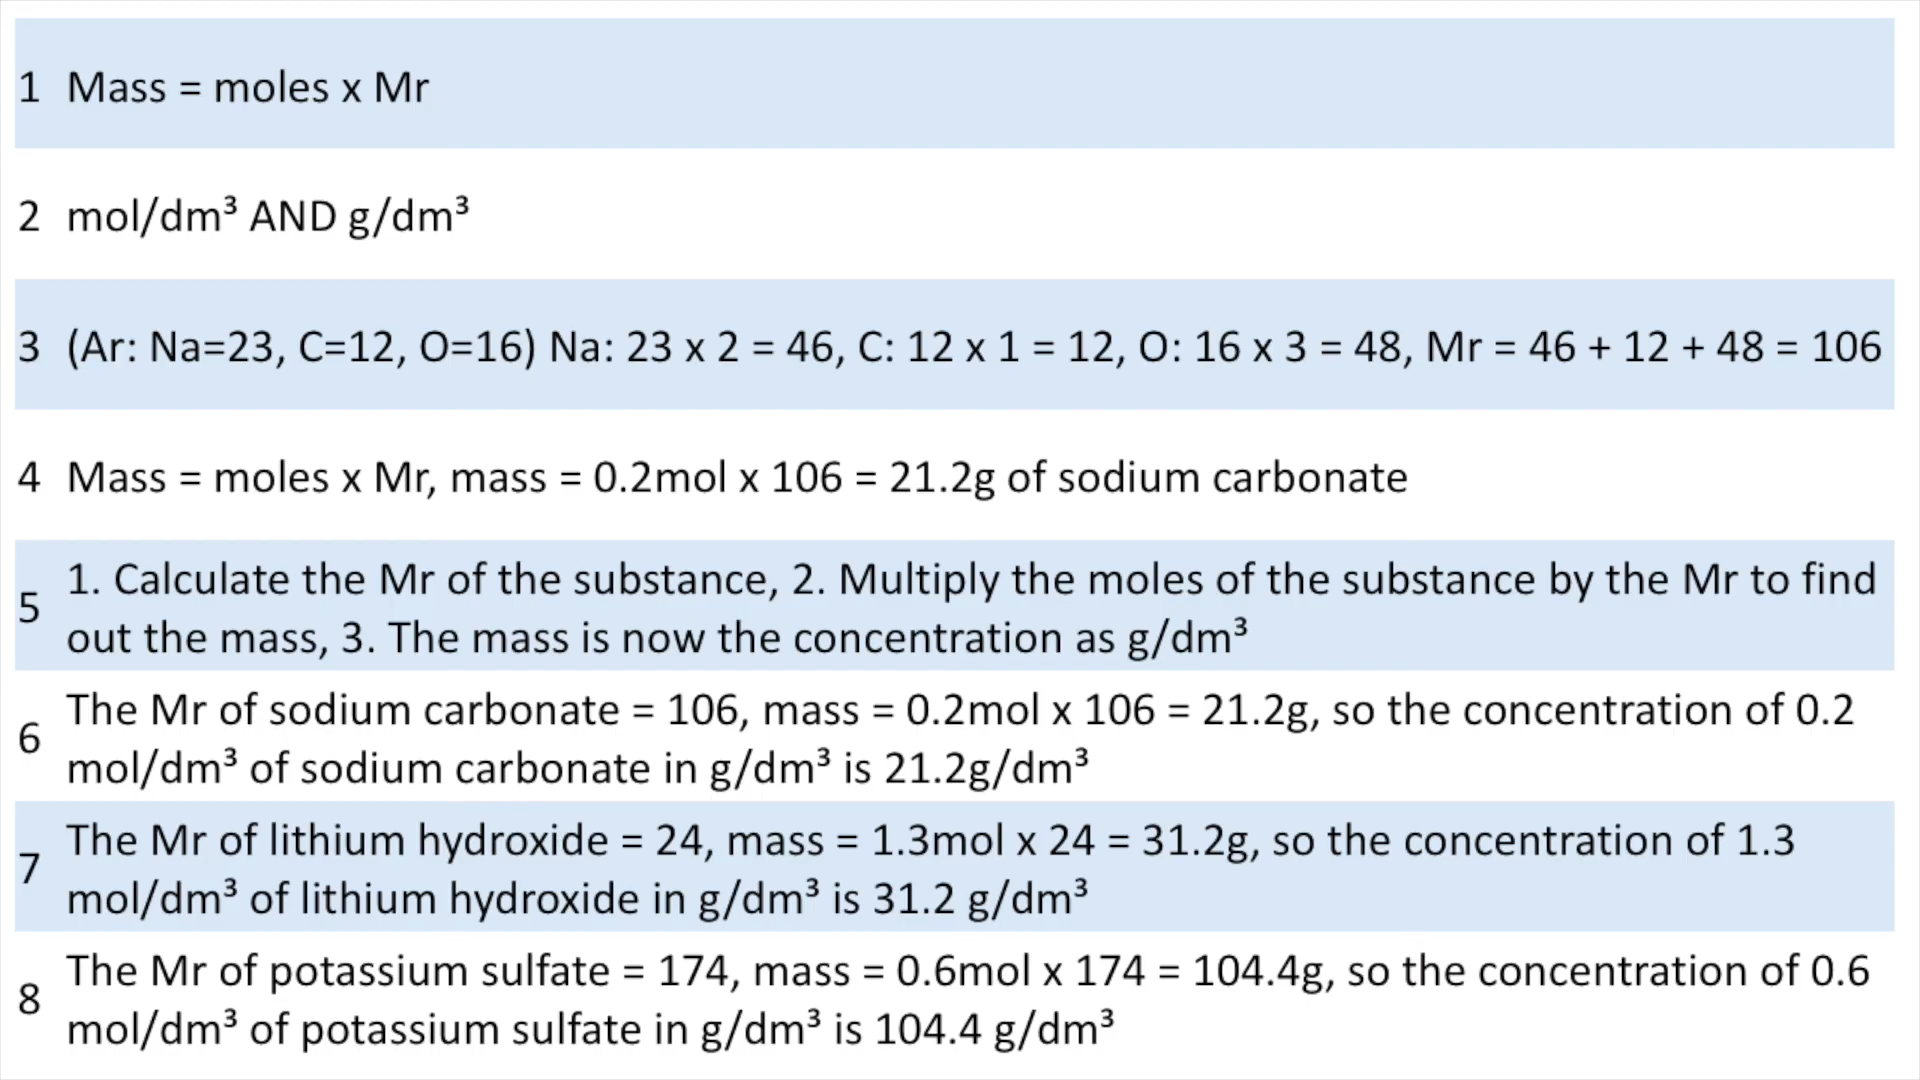 1 Mass = moles x Mr
2 mol/dm³ AND g/dm³
3 (Ar: Na=23, C=12, O=16) Na: 23 x 2 = 46, C: 12 x 1 = 12, O: 16 x 3 = 48, Mr = 46 + 12 + 48 = 106
4 Mass = moles x Mr, mass = 0.2mol x 106 = 21.2g of sodium carbonate
5 1. Calculate the Mr of the substance, 2. Multiply the moles of the substance by the Mr to find
out the mass, 3. The mass is now the concentration as g/dm³
6 The Mr of sodium carbonate = 106, mass = 0.2mol x 106 = 21.2g, so the concentration of 0.2
mol/dm³ of sodium carbonate in g/dm³ is 21.2g/dm³
7 The Mr of lithium hydroxide = 24, mass = 1.3mol x 24 = 31.2g, so the concentration of 1.3
mol/dm³ of lithium hydroxide in g/dm³ is 31.2 g/dm³
8 The Mr of potassium sulfate = 174, mass = 0.6mol x 174 = 104.4g, so the concentration of 0.6
mol/dm³ of potassium sulfate in g/dm³ is 104.4 g/dm³